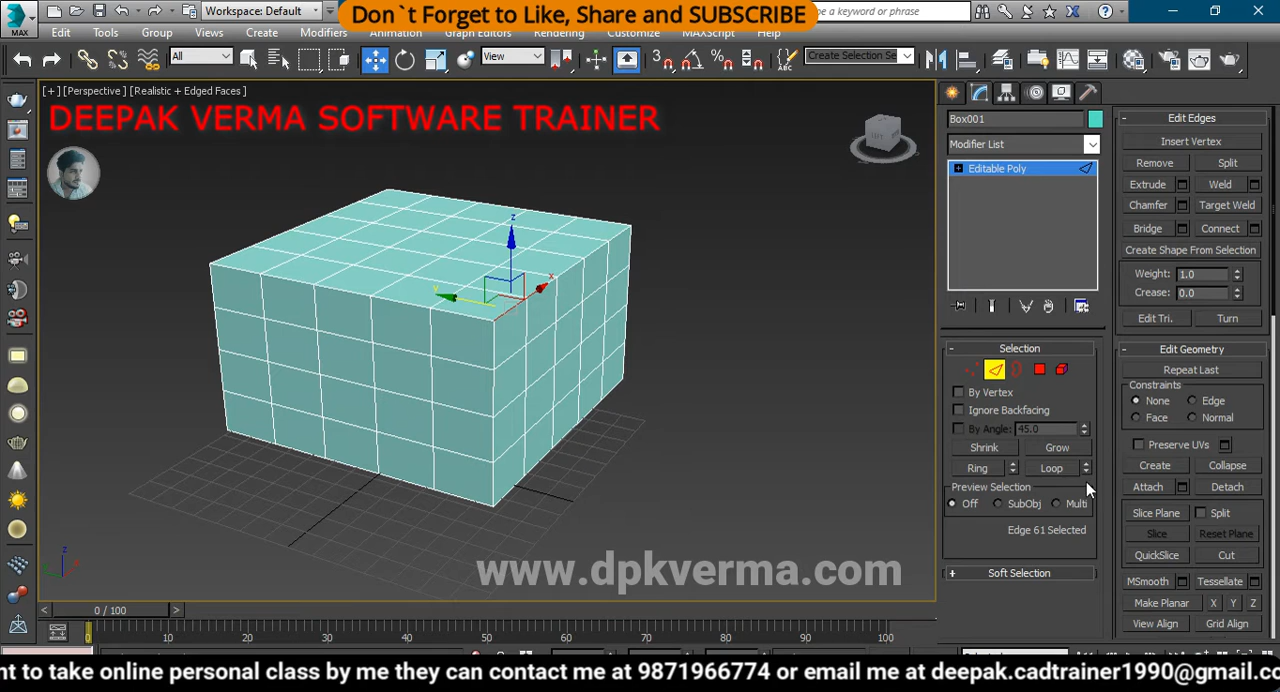 Workspace: Default
Don`t Forget to Like, Share and SUBSCRIBE
a keyword or phrase
MAX
Edit
Tools
Group
Views
Create
Modifiers
Animation
Graph Editors
Rendering
Customize
MAXScript
Help
All
View
3
Create Selection Se
[+] [Perspective] [Realistic + Edged Faces]
DEEPAK VERMA SOFTWARE TRAINER
z
x
y
z
Box001
Modifier List
Editable Poly
Selection
By Vertex
Ignore Backfacing
By Angle: 45.0
Shrink Grow
Ring Loop
Preview Selection
Off SubObj Multi
Edge 61 Selected
Soft Selection
Edit Edges
Insert Vertex
Remove Split
Extrude Weld
Chamfer Target Weld
Bridge Connect
Create Shape From Selection
Weight: 1.0
Crease: 0.0
Edit Tri. Turn
Edit Geometry
Repeat Last
Constraints
None Edge
Face Normal
Preserve UVs
Create Collapse
Attach Detach
Slice Plane Split
Slice Reset Plane
QuickSlice Cut
MSmooth Tessellate
Make Planar X Y Z
View Align Grid Align
www.dpkverma.com
0 / 100
0 10 20 30 40 50 60 70 80 90 100
nt to take online personal class by me they can contact me at 9871966774 or email me at deepak.cadtrainer1990@gmail.co